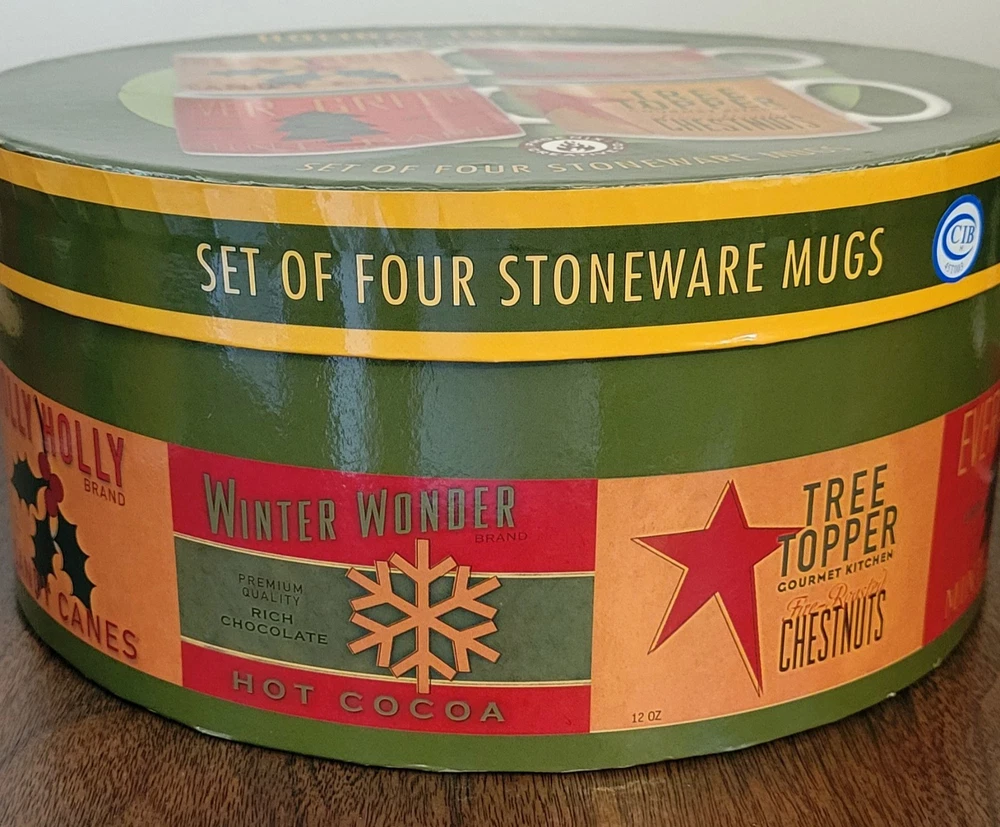 HOLIDAY
TREE
TOPPER
CHESTNUTS
SET OF FOUR STONEWARE MUGS
SET OF FOUR STONEWARE MUGS
CIB
HOLLY
BRAND
CANES
WINTER WONDER
BRAND
PREMIUM
QUALITY
RICH
CHOCOLATE
HOT COCOA
TREE
TOPPER
GOURMET KITCHEN
Fire-Roasted
CHESTNUTS
12 OZ